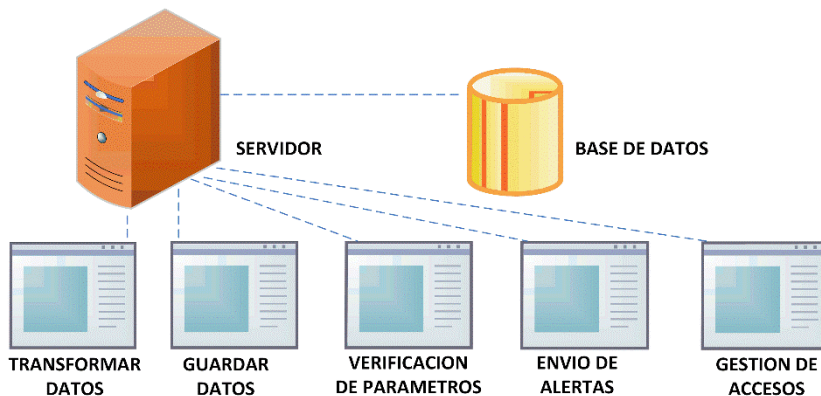 SERVIDOR
BASE DE DATOS
TRANSFORMAR
DATOS
GUARDAR
DATOS
VERIFICACION
DE PARAMETROS
ENVIO DE
ALERTAS
GESTION DE
ACCESOS